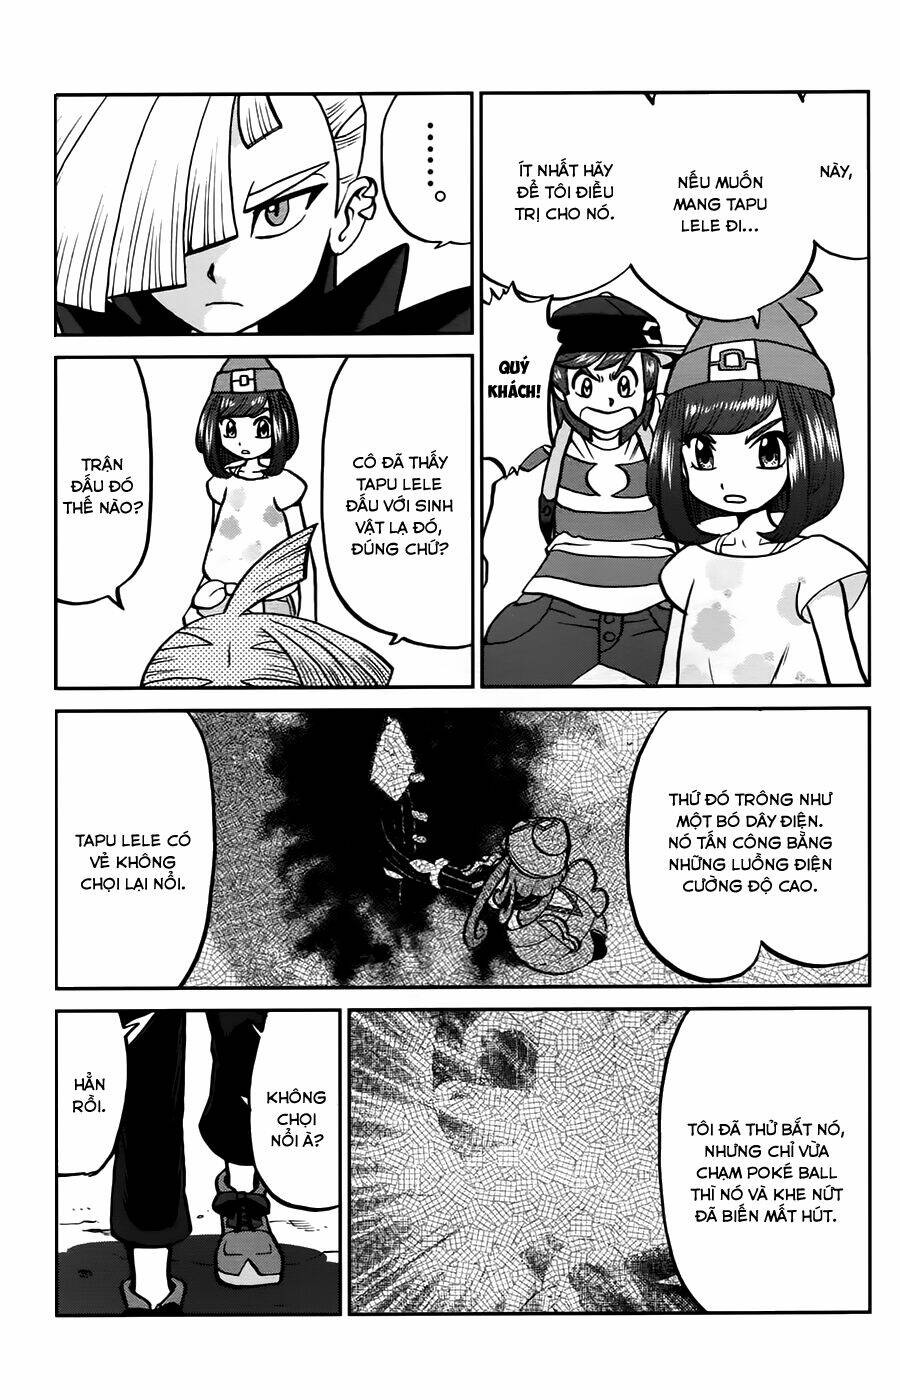 NÀY,
NẾU MUỐN
MANG TAPU
LELE ĐI...
ÍT NHẤT HÃY
ĐỂ TÔI ĐIỀU
TRỊ CHO NÓ.
QUÝ
KHÁCH!
......
CÔ ĐÃ THẤY
TAPU LELE
ĐẤU VỚI SINH
VẬT LẠ ĐÓ,
ĐÚNG CHỨ?
TRẬN
ĐẤU ĐÓ
THẾ NÀO?
THỨ ĐÓ TRÔNG NHƯ
MỘT BÓ DÂY ĐIỆN.
NÓ TẤN CÔNG BẰNG
NHỮNG LUỒNG ĐIỆN
CƯỜNG ĐỘ CAO.
TAPU LELE CÓ
VẺ KHÔNG
CHỌI LẠI NỔI.
TÔI ĐÃ THỬ BẮT NÓ,
NHƯNG CHỈ VỪA
CHẠM POKÉ BALL
THÌ NÓ VÀ KHE NỨT
ĐÃ BIẾN MẤT HÚT.
KHÔNG
CHỌI
NỔI À?
HẲN
RỒI.